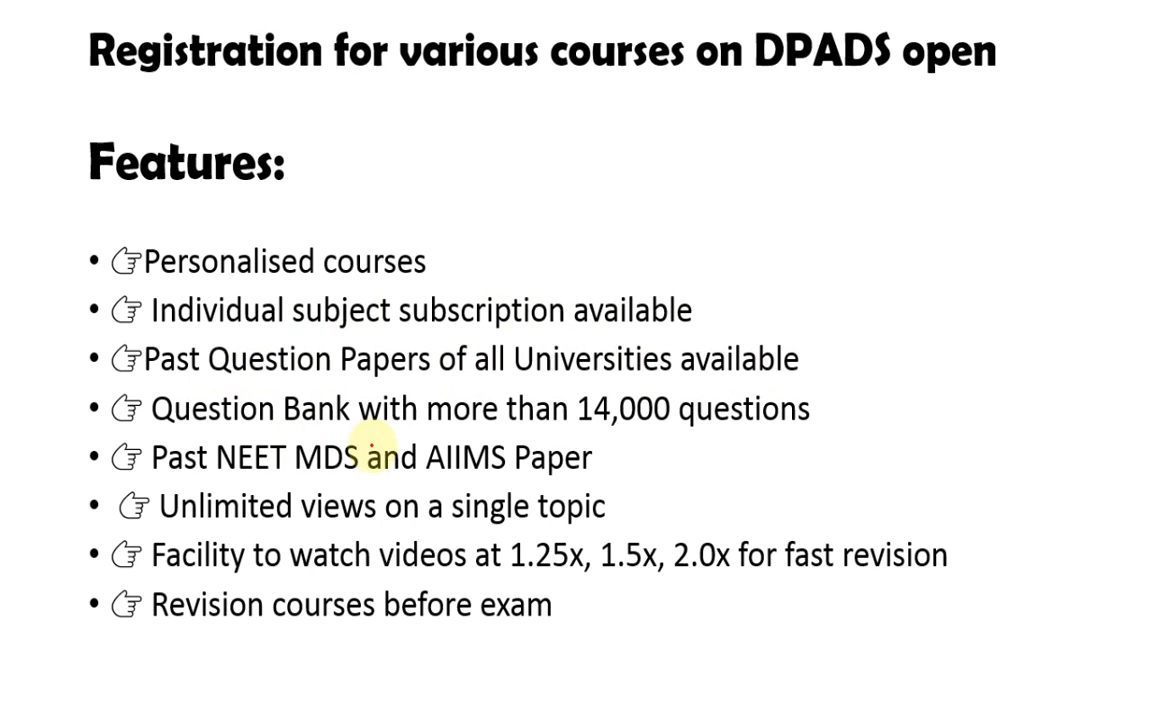 Registration for various courses on DPADS open
Features:
• 👉Personalised courses
• 👉 Individual subject subscription available
• 👉Past Question Papers of all Universities available
• 👉 Question Bank with more than 14,000 questions
• 👉 Past NEET MDS and AIIMS Paper
• 👉 Unlimited views on a single topic
• 👉 Facility to watch videos at 1.25x, 1.5x, 2.0x for fast revision
• 👉 Revision courses before exam